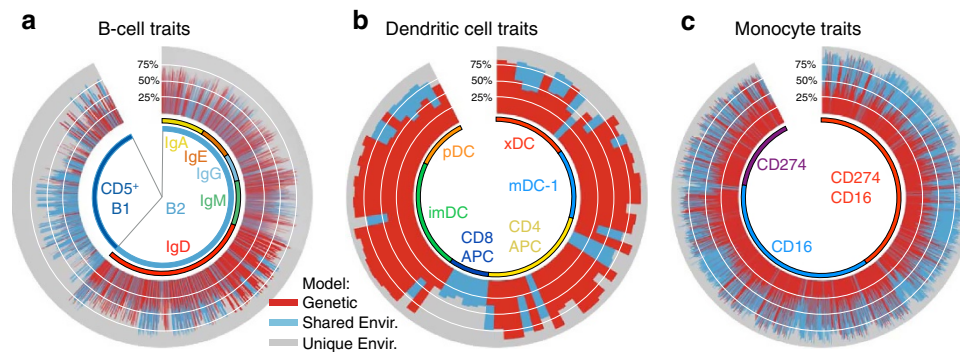 a B-cell traits
75%
50%
25%
IgA
IgE
IgG
IgM
IgD
B2
CD5+
B1
b Dendritic cell traits
75%
50%
25%
xDC
mDC-1
CD4
APC
CD8
APC
imDC
pDC
c Monocyte traits
75%
50%
25%
CD274
CD274
CD16
CD16
Model:
Genetic
Shared Envir.
Unique Envir.